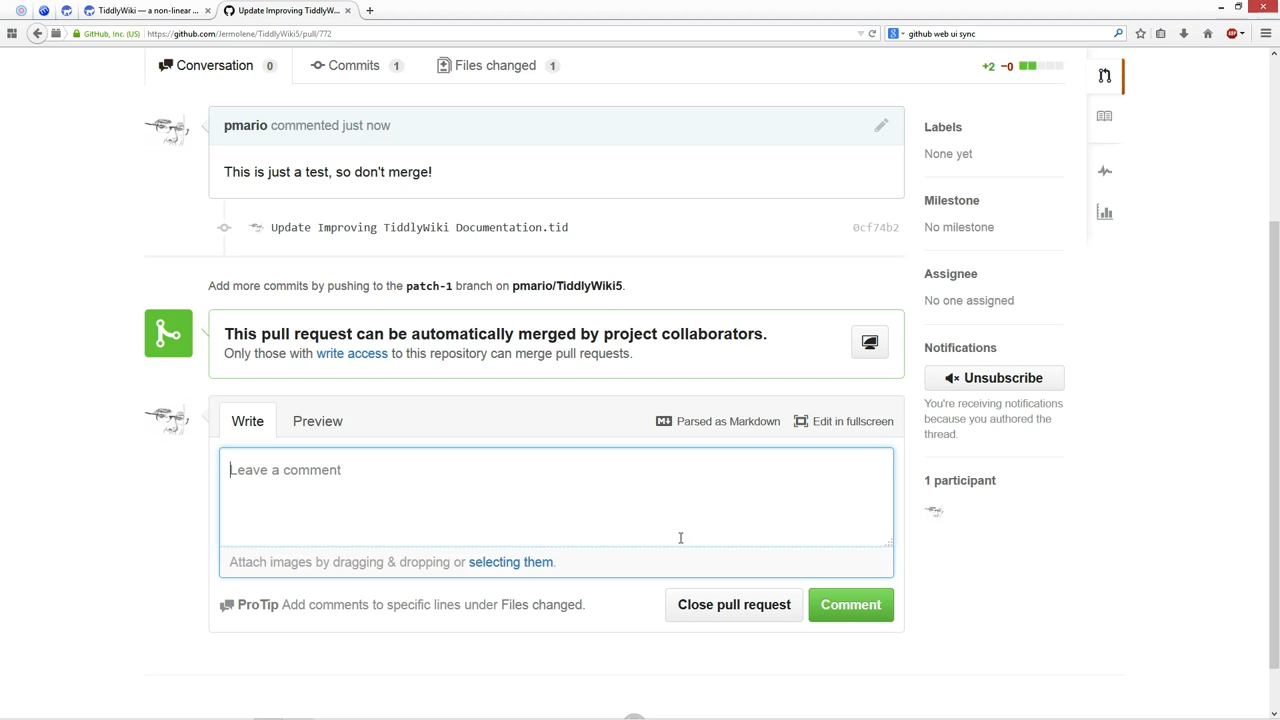 TiddlyWiki — a non-linear ... × Update Improving TiddlyW... × +
GitHub, Inc. (US) https://github.com/Jermolene/TiddlyWiki5/pull/772 github web ui sync
Conversation 0 Commits 1 Files changed 1 +2 −0
pmario commented just now
This is just a test, so don't merge!
Update Improving TiddlyWiki Documentation.tid 0cf74b2
Add more commits by pushing to the patch-1 branch on pmario/TiddlyWiki5.
This pull request can be automatically merged by project collaborators.
Only those with write access to this repository can merge pull requests.
Write Preview Parsed as Markdown Edit in fullscreen
Leave a comment
Attach images by dragging & dropping or selecting them.
ProTip Add comments to specific lines under Files changed.
Close pull request Comment
Labels
None yet
Milestone
No milestone
Assignee
No one assigned
Notifications
Unsubscribe
You're receiving notifications
because you authored the
thread.
1 participant